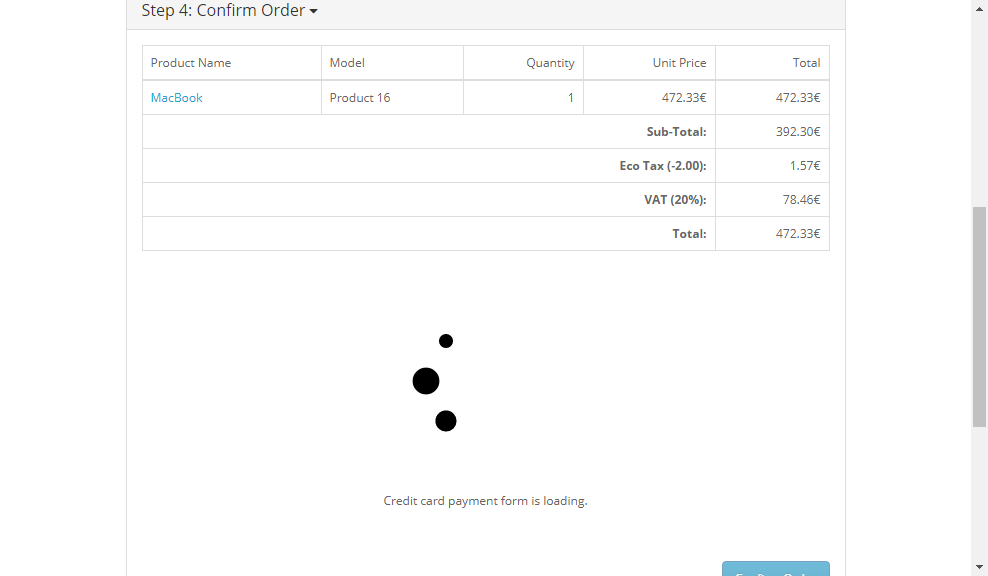 Step 4: Confirm Order
Product Name Model Quantity Unit Price Total
MacBook Product 16 1 472.33€ 472.33€
Sub-Total: 392.30€
Eco Tax (-2.00): 1.57€
VAT (20%): 78.46€
Total: 472.33€
Credit card payment form is loading.